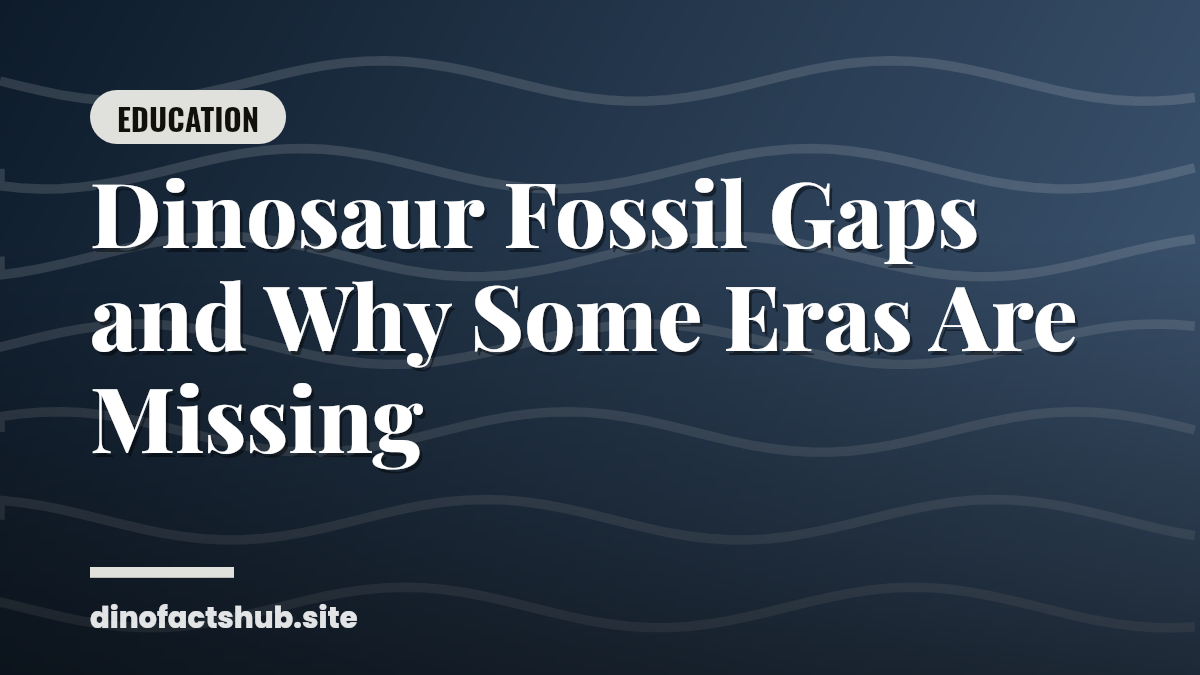 EDUCATION
Dinosaur Fossil Gaps
and Why Some Eras Are
Missing
dinofactshub.site